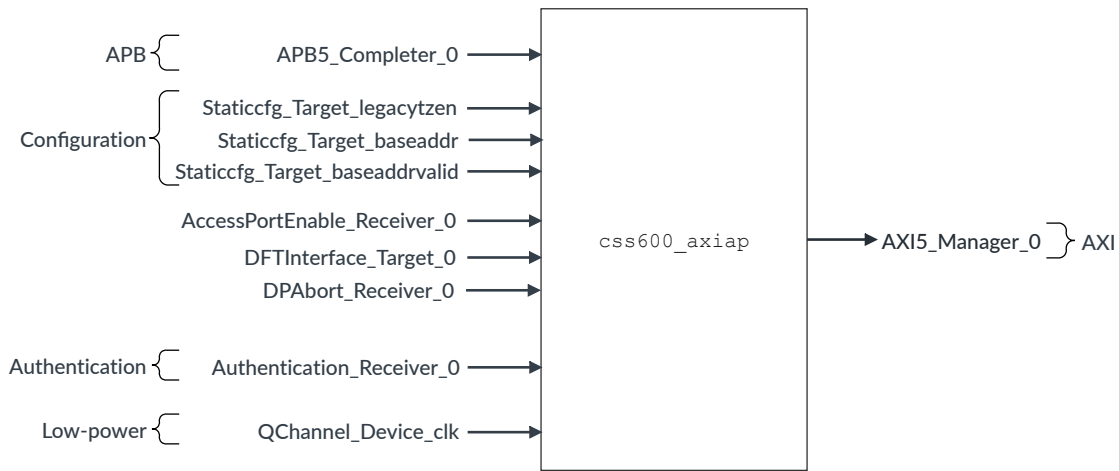 APB
APB5_Completer_0
Configuration
Staticcfg_Target_legacytzen
Staticcfg_Target_baseaddr
Staticcfg_Target_baseaddrvalid
AccessPortEnable_Receiver_0
DFTInterface_Target_0
DPAbort_Receiver_0
Authentication
Authentication_Receiver_0
Low-power
QChannel_Device_clk
css600_axiap
AXI5_Manager_0
AXI